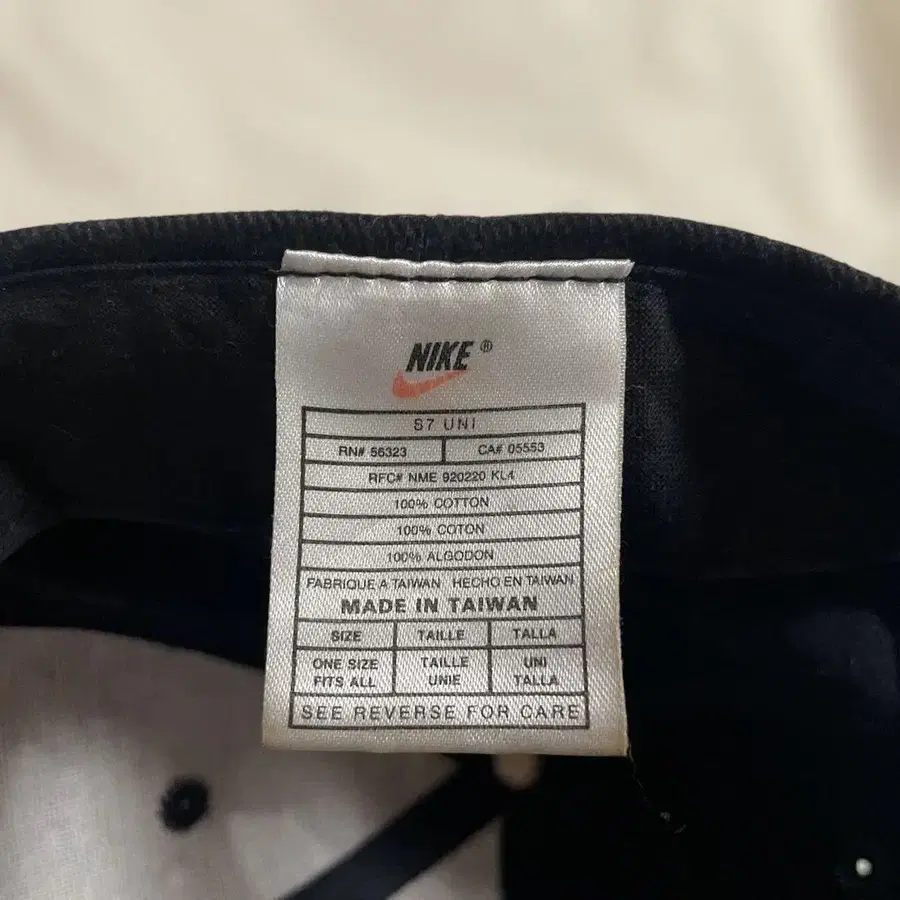 NIKE ®
S7 UNI
RN# 56323 CA# 05553
RFC# NME 920220 KL4
100% COTTON
100% COTON
100% ALGODON
FABRIQUE A TAIWAN HECHO EN TAIWAN
MADE IN TAIWAN
SIZE TAILLE TALLA
ONE SIZE FITS ALL TAILLE UNIE UNI TALLA
SEE REVERSE FOR CARE